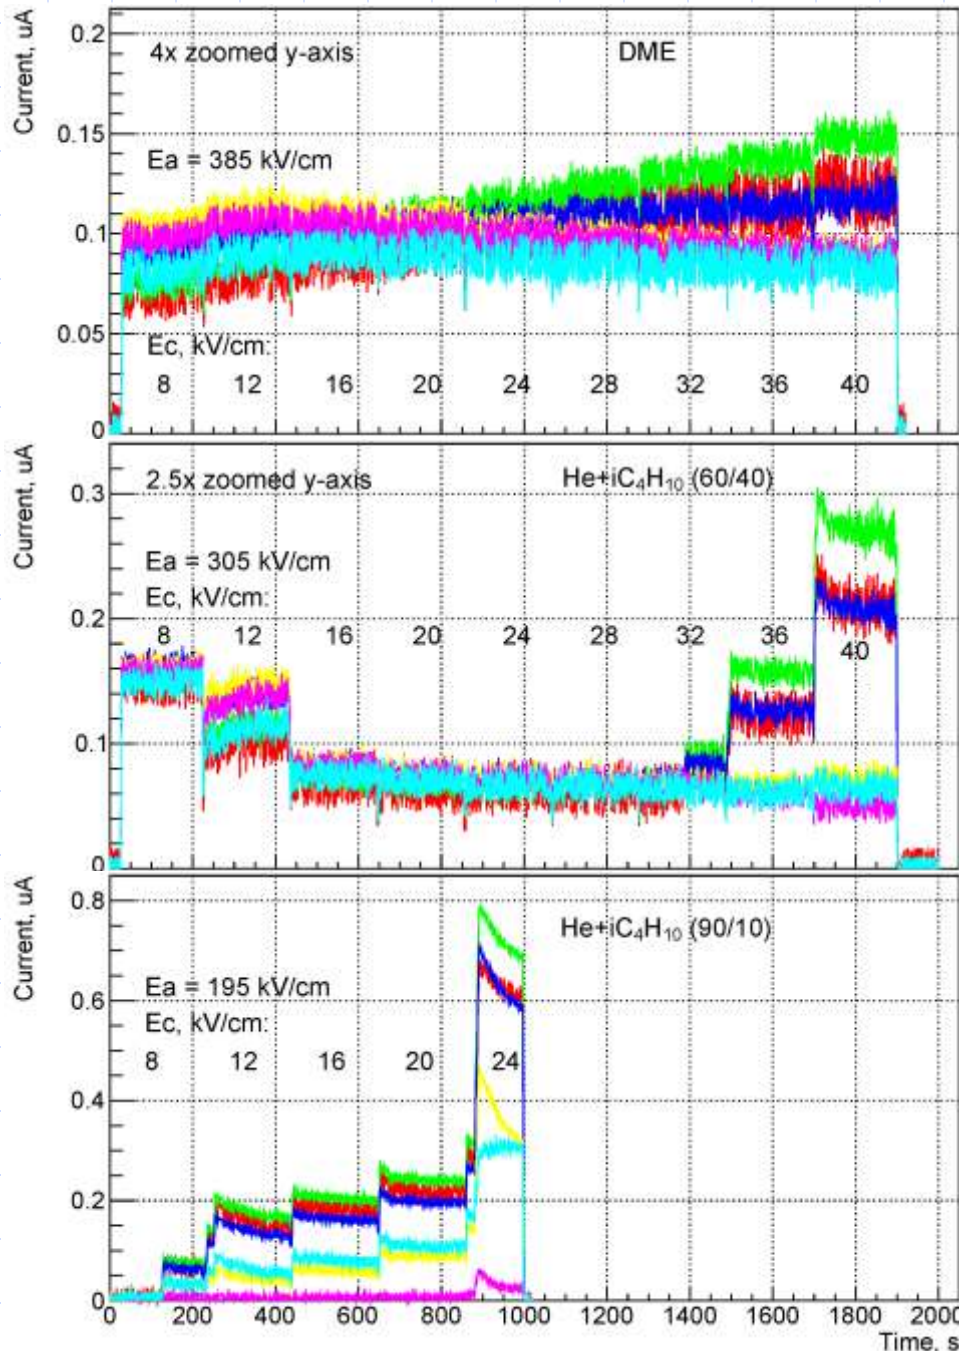 Current, uA
0.2
4x zoomed y-axis DME
0.15
Ea = 385 kV/cm
0.1
0.05
Ec, kV/cm:
8 12 16 20 24 28 32 36 40
0
Current, uA
2.5x zoomed y-axis He+iC₄H₁₀ (60/40)
0.3
Ea = 305 kV/cm
Ec, kV/cm:
0.2
8 12 16 20 24 28 32 36 40
0.1
0
Current, uA
0.8
He+iC₄H₁₀ (90/10)
Ea = 195 kV/cm
0.6
Ec, kV/cm:
8 12 16 20 24
0.4
0.2
0
0 200 400 600 800 1000 1200 1400 1600 1800 2000
Time, s